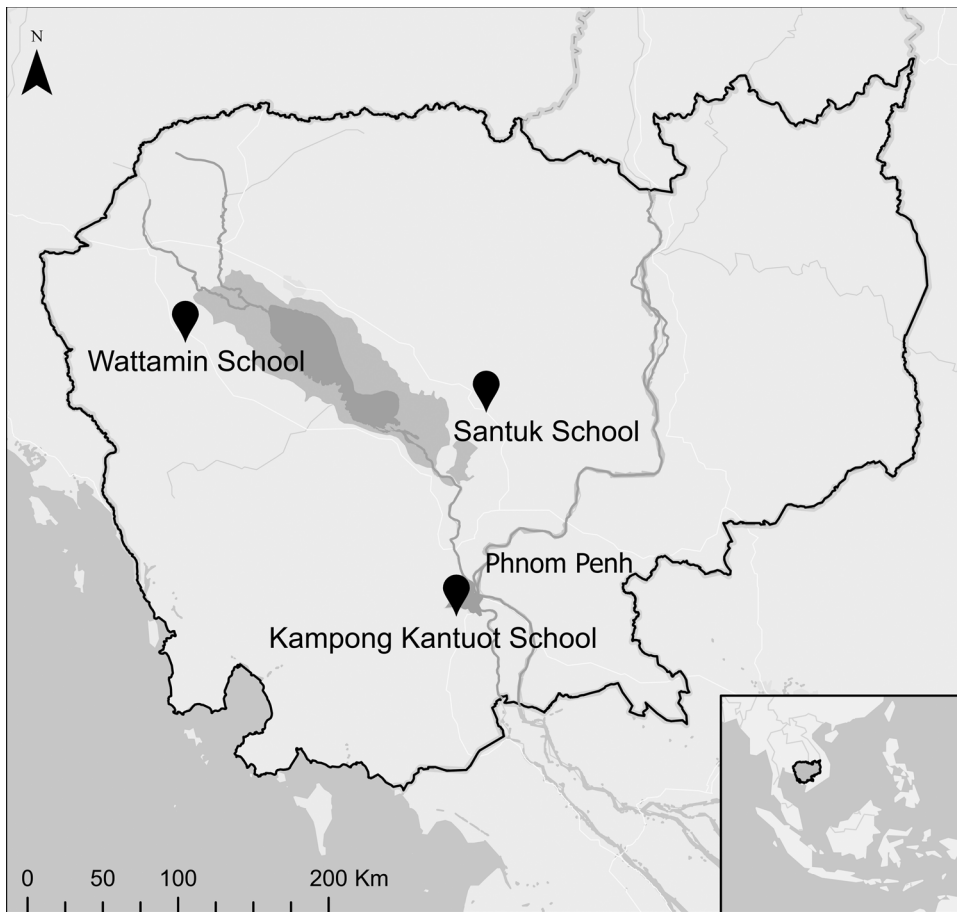 N
Wattamin School
Santuk School
Phnom Penh
Kampong Kantuot School
0 50 100 200 Km